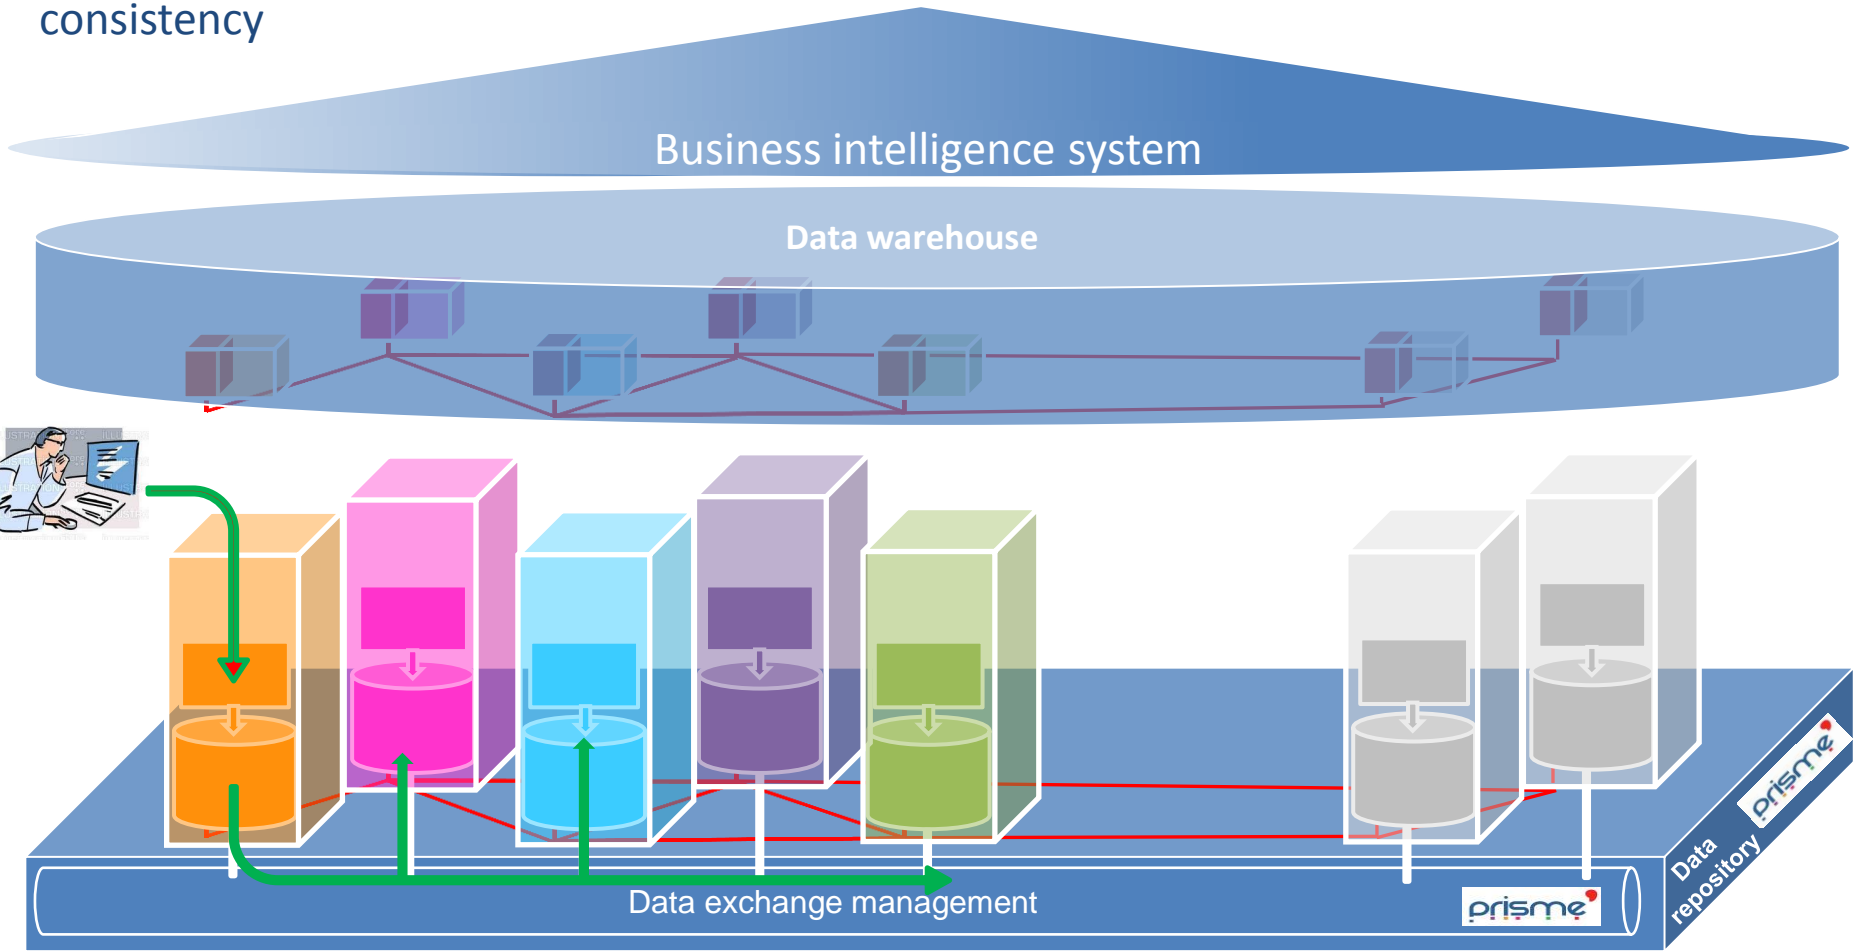 consistency
Business intelligence system
Data warehouse
Data exchange management
prisme
Data
repository
prisme